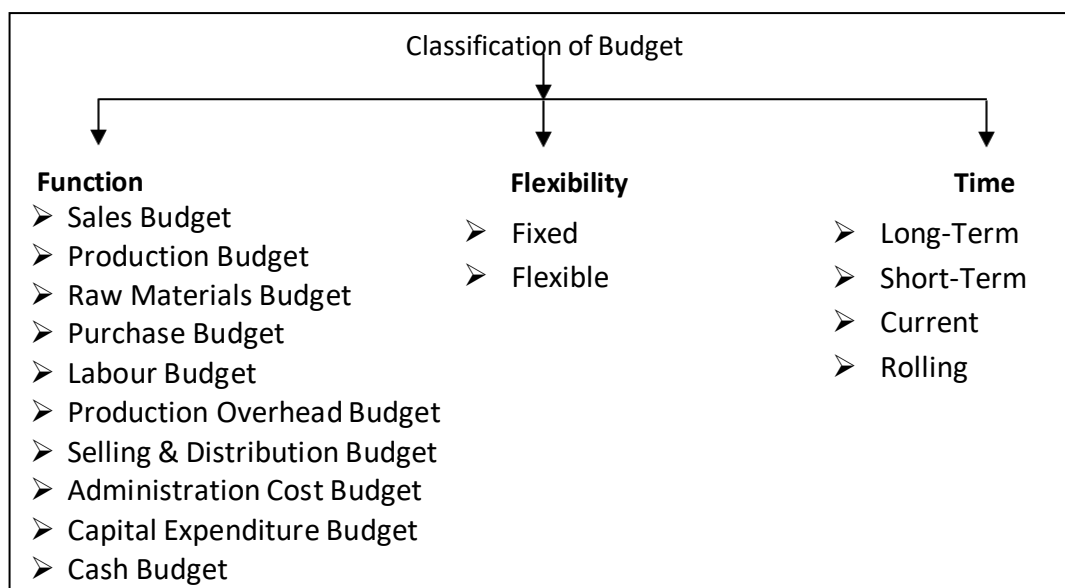 Classification of Budget
Function
➢ Sales Budget
➢ Production Budget
➢ Raw Materials Budget
➢ Purchase Budget
➢ Labour Budget
➢ Production Overhead Budget
➢ Selling & Distribution Budget
➢ Administration Cost Budget
➢ Capital Expenditure Budget
➢ Cash Budget
Flexibility
➢ Fixed
➢ Flexible
Time
➢ Long-Term
➢ Short-Term
➢ Current
➢ Rolling